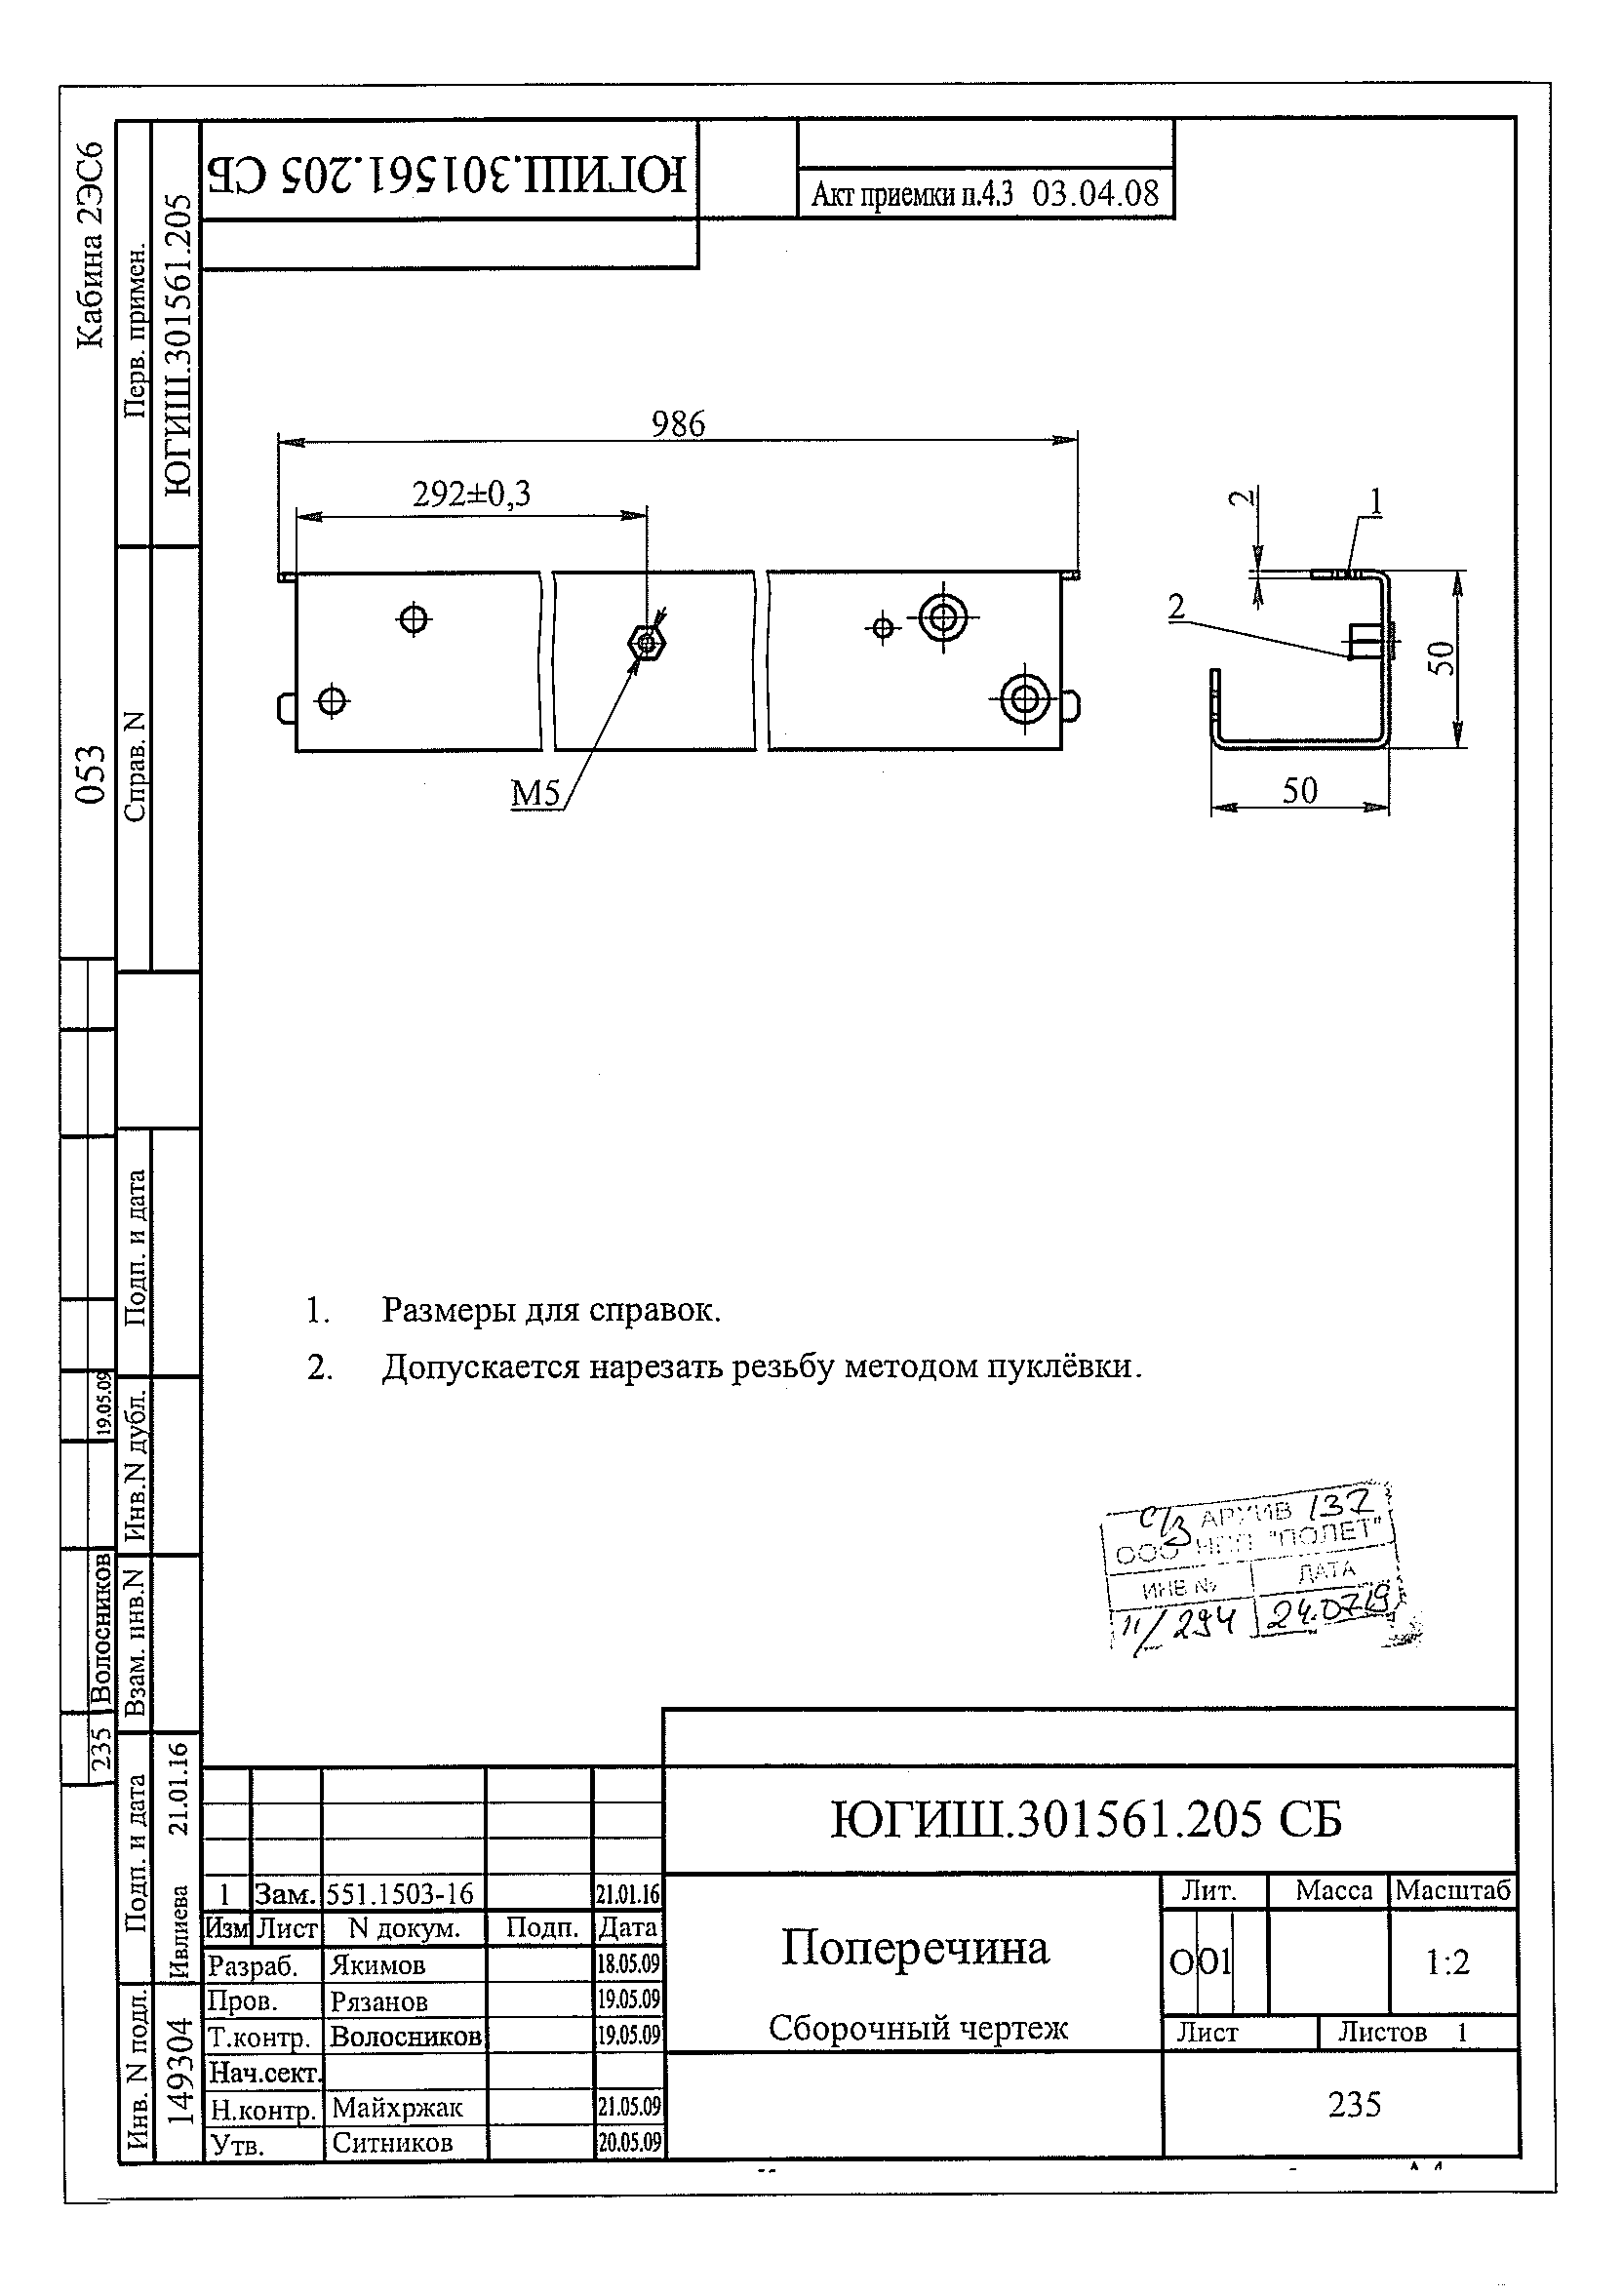 Кабина 2ЭС6
053
Перв. примен.
ЮГИШ.301561.205
Справ. N
ЮГИШ.301561.205 СБ
Акт приемки п.4.3 03.04.08
986
292±0,3
М5
2
1
2
50
50
1. Размеры для справок.
2. Допускается нарезать резьбу методом пуклёвки.
С/З АРХИВ 137
ООО НПП "ПОЛЕТ"
ИНВ № ДАТА
11/294 24.0719
Подп. и дата
Инв.N дубл.
Взам. инв.N
Подп. и дата
Ивлиева 21.01.16
Инв. N подл.
149304
19.05.09
Волосников
235
ЮГИШ.301561.205 СБ
1 Зам. 551.1503-16 21.01.16
Изм Лист N докум. Подп. Дата
Разраб. Якимов 18.05.09
Пров. Рязанов 19.05.09
Т.контр. Волосников 19.05.09
Нач.сект.
Н.контр. Майхржак 21.05.09
Утв. Ситников 20.05.09
Поперечина
Сборочный чертеж
Лит. Масса Масштаб
О 01 1:2
Лист Листов 1
235